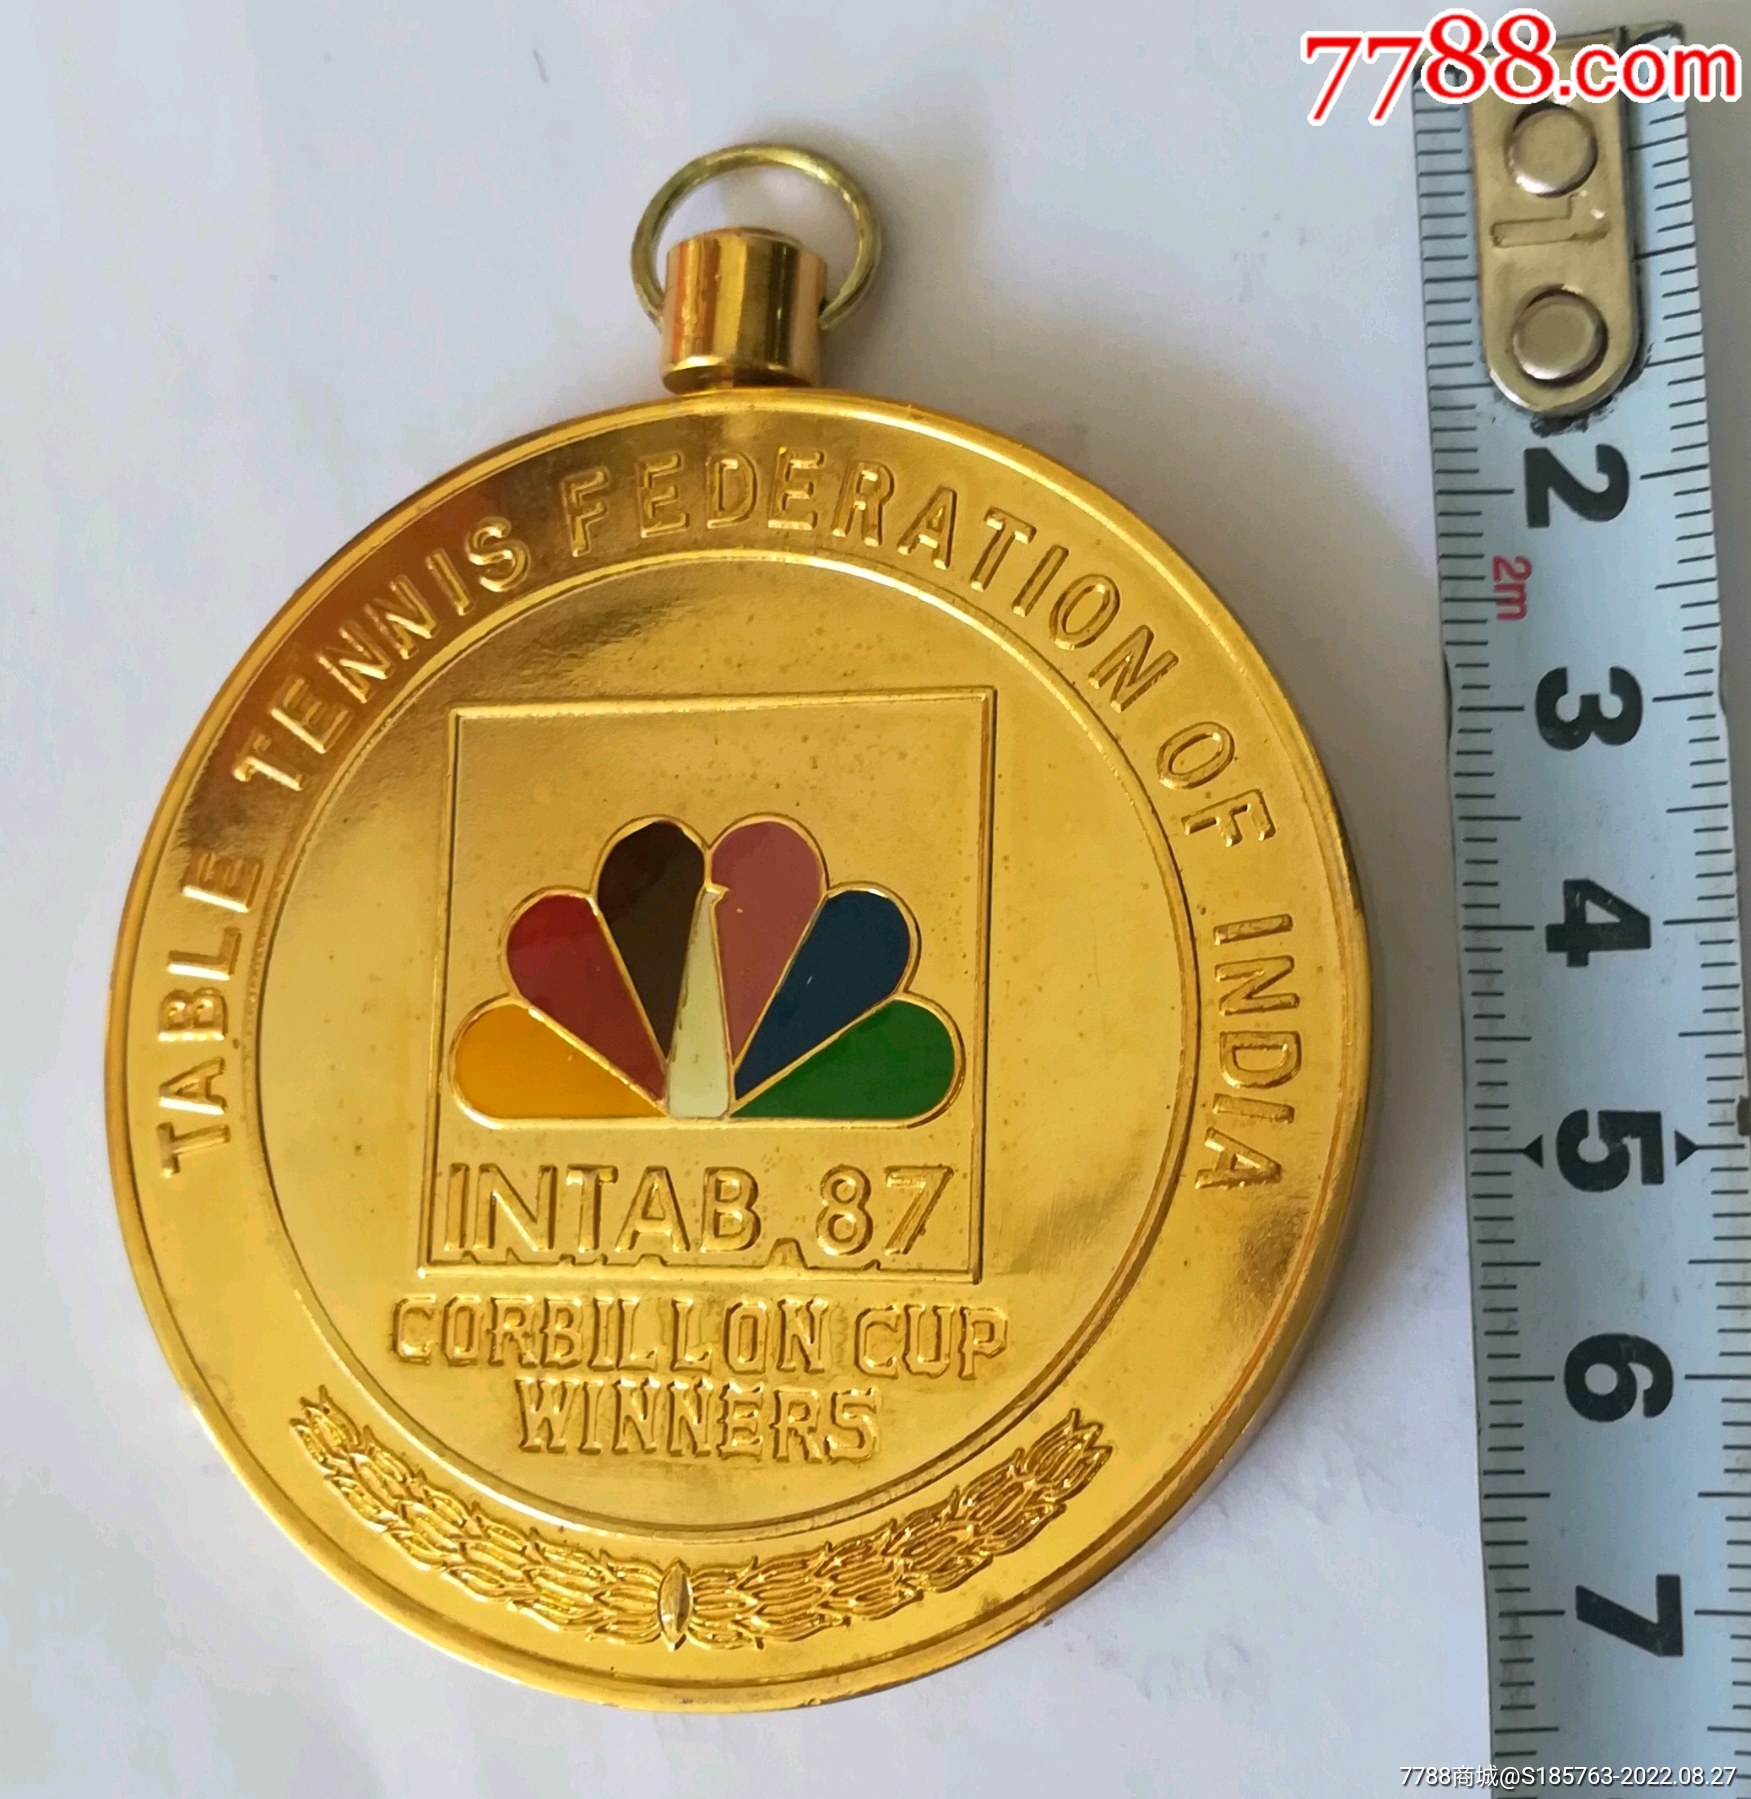 7788.com
TABLE TENNIS FEDERATION OF INDIA
INTAB 87
CORBILLON CUP
WINNERS
1
2
2m
3
4
5
6
7
7788商城@S185763-2022.08.27